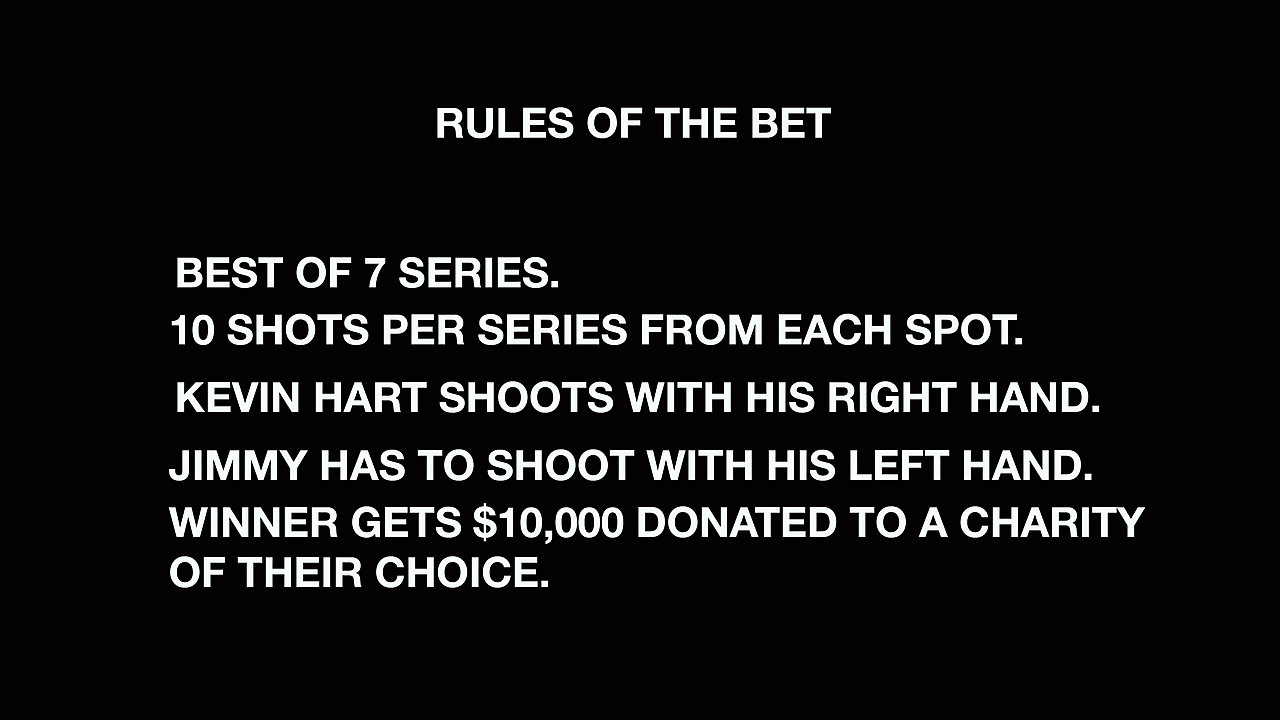 RULES OF THE BET
BEST OF 7 SERIES.
10 SHOTS PER SERIES FROM EACH SPOT.
KEVIN HART SHOOTS WITH HIS RIGHT HAND.
JIMMY HAS TO SHOOT WITH HIS LEFT HAND.
WINNER GETS $10,000 DONATED TO A CHARITY
OF THEIR CHOICE.